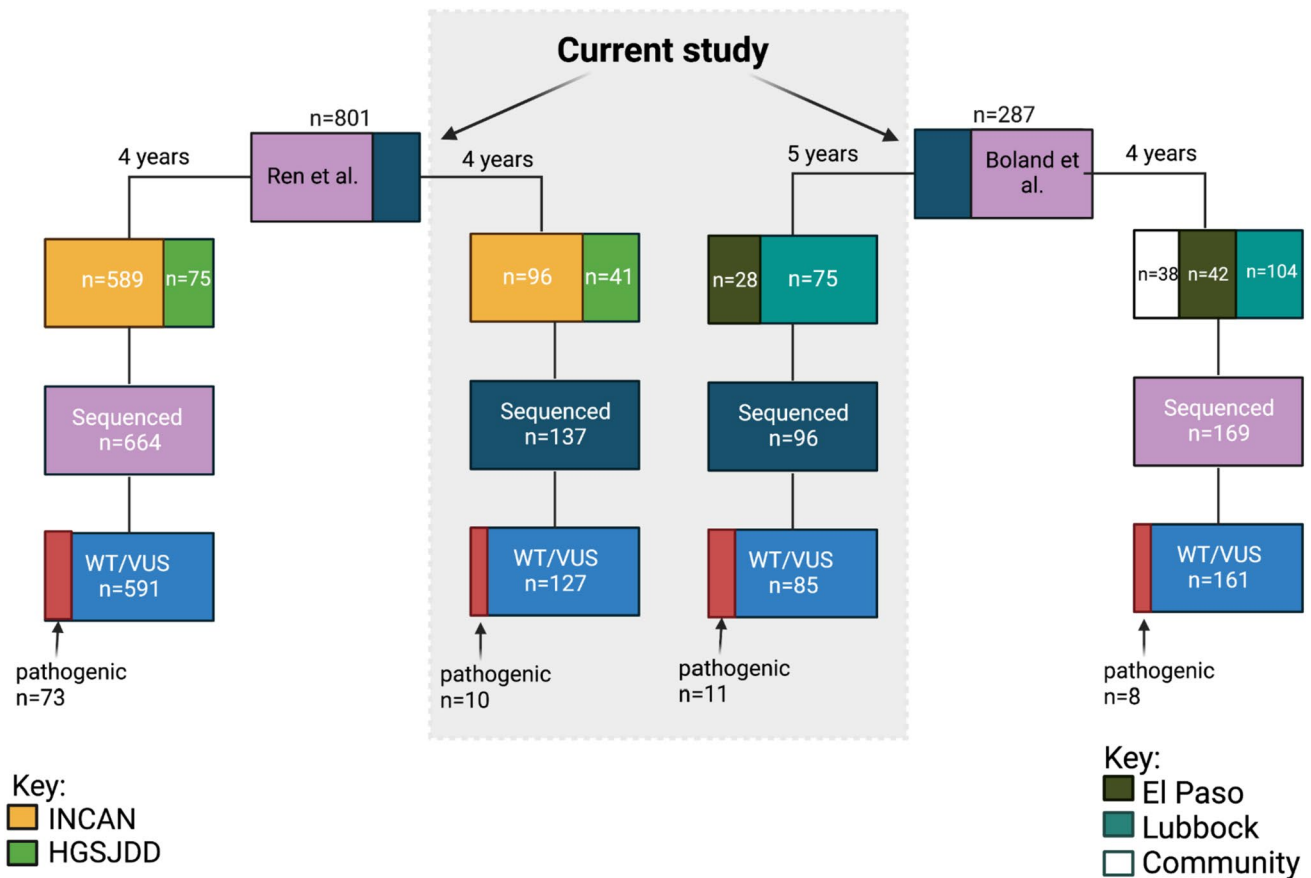 Current study
n=801
n=287
4 years
Ren et al.
4 years
5 years
Boland et
al.
4 years
n=589
n=75
n=96
n=41
n=28
n=75
n=38
n=42
n=104
Sequenced
n=664
Sequenced
n=137
Sequenced
n=96
Sequenced
n=169
WT/VUS
n=591
WT/VUS
n=127
WT/VUS
n=85
WT/VUS
n=161
pathogenic
n=73
pathogenic
n=10
pathogenic
n=11
pathogenic
n=8
Key:
INCAN
HGSJDD
Key:
El Paso
Lubbock
Community